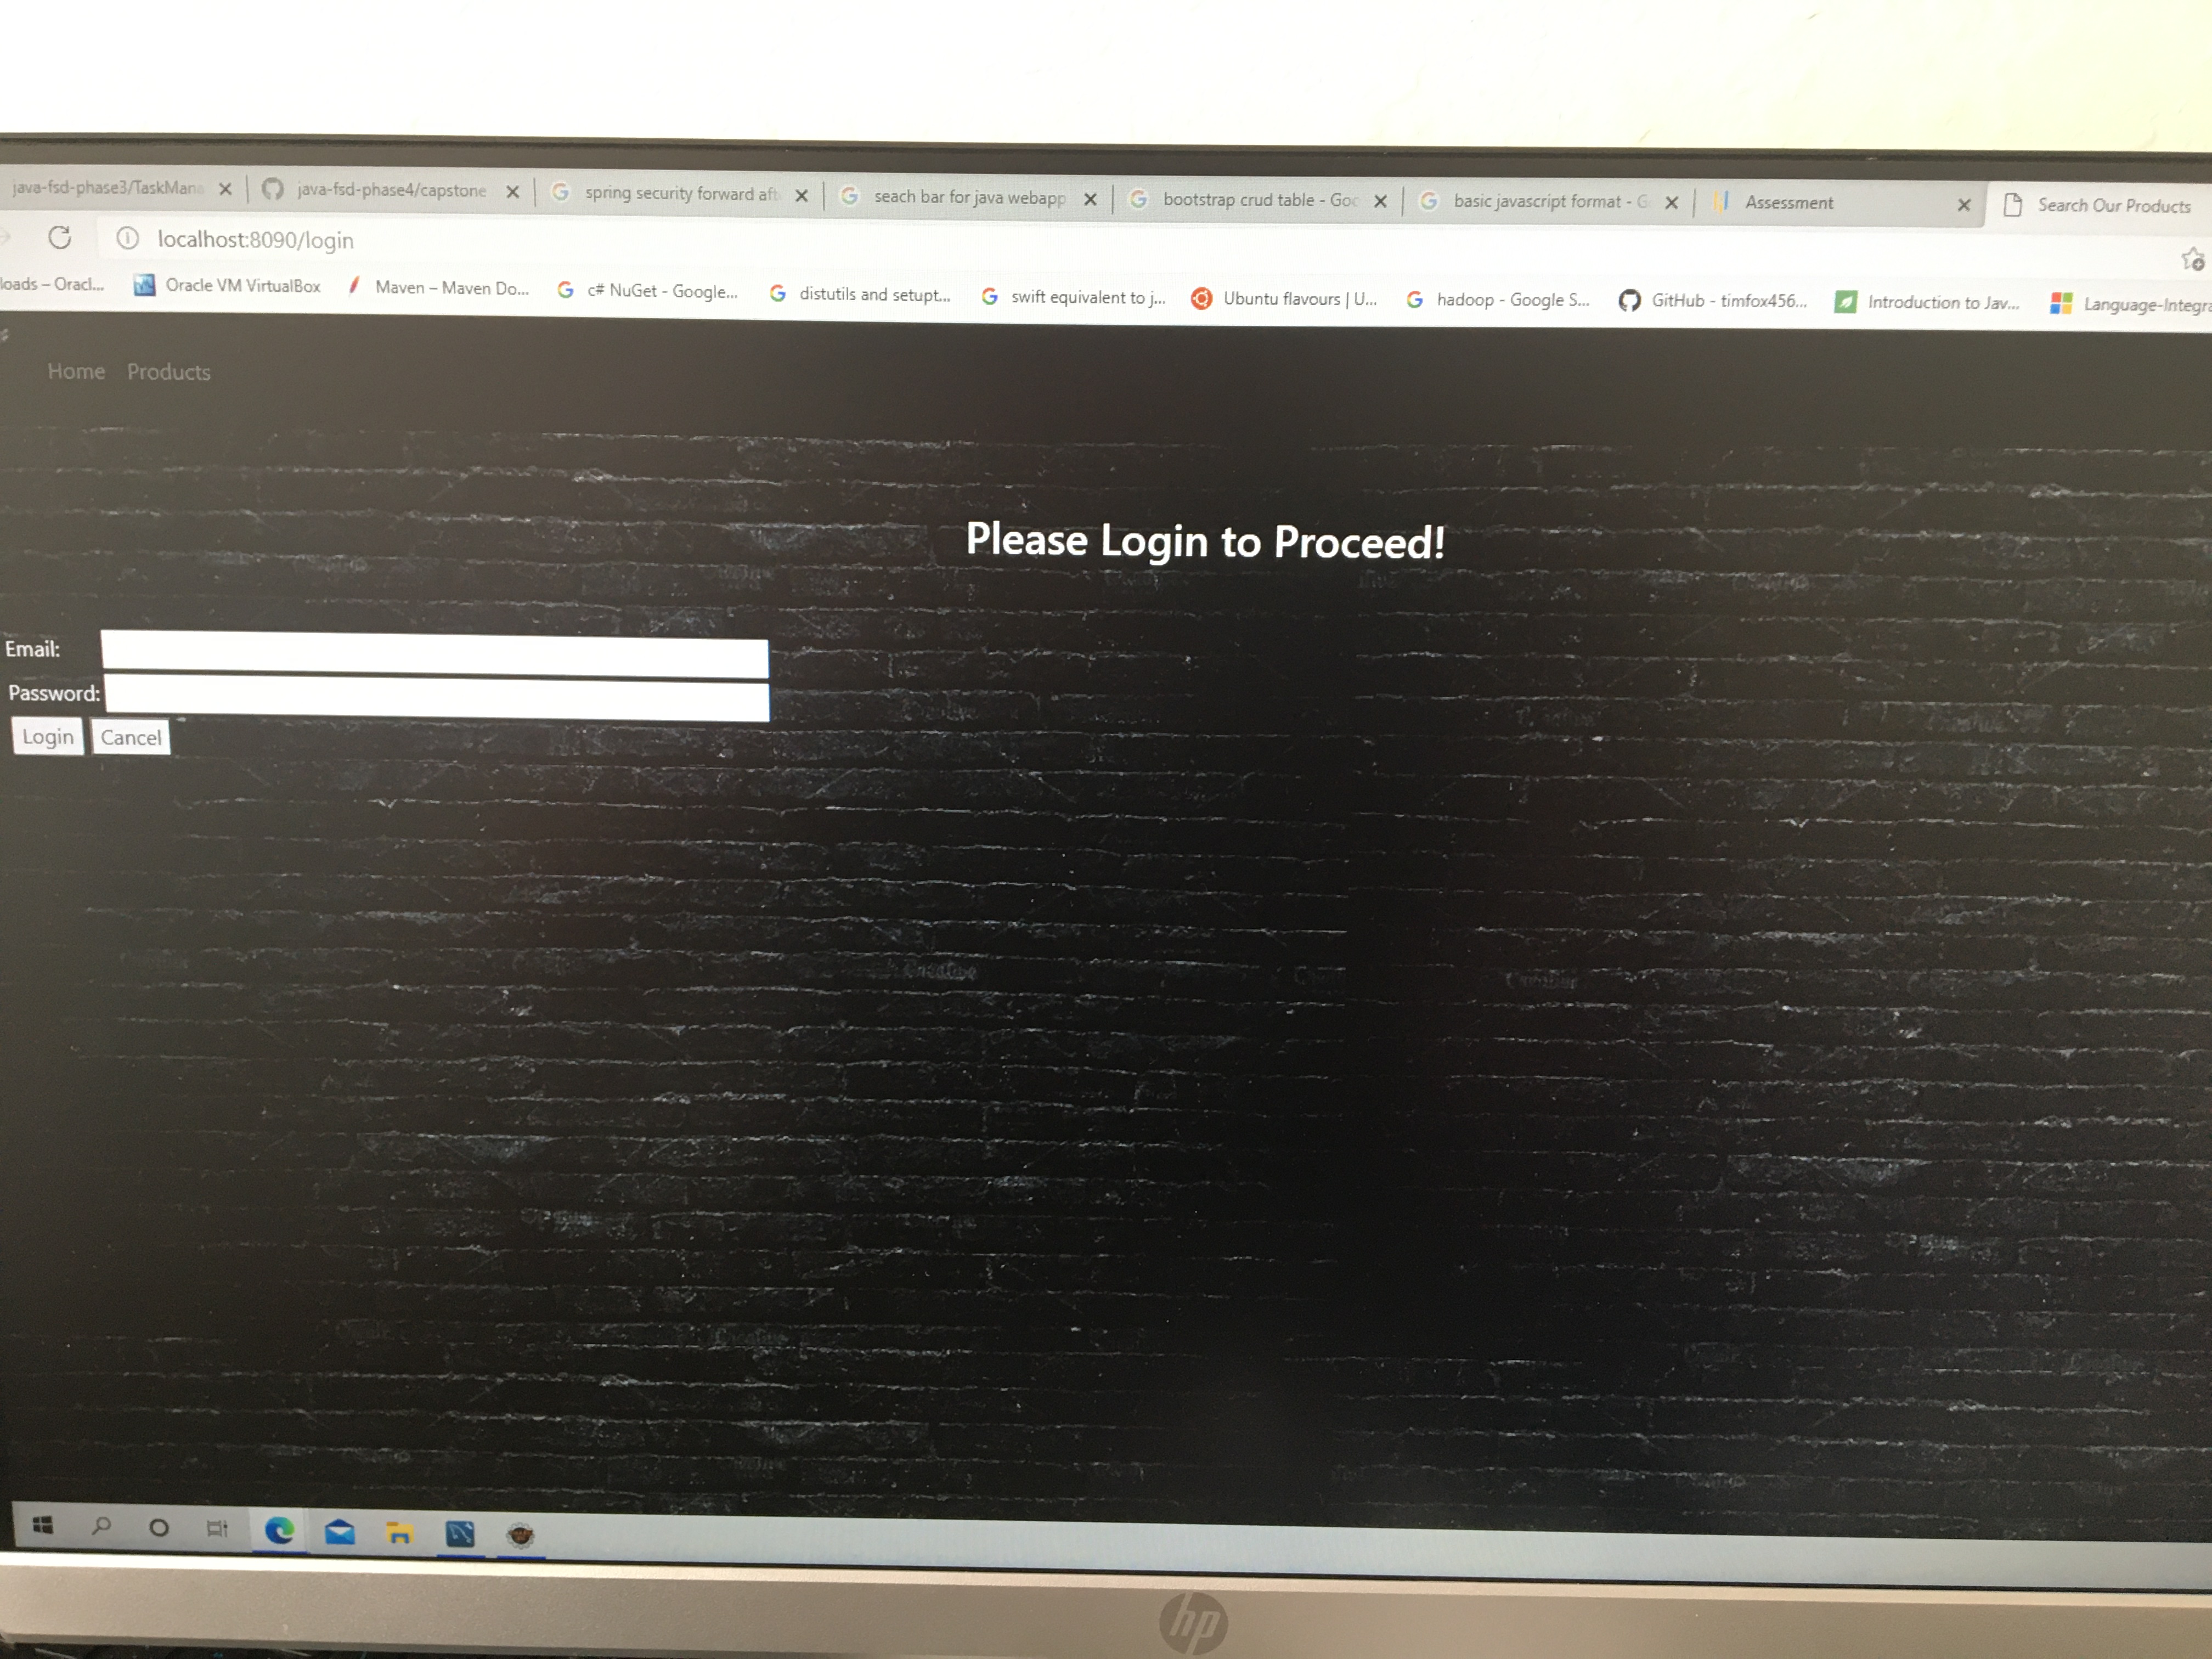 java-fsd-phase3/TaskMana
java-fsd-phase4/capstone
spring security forward aft
seach bar for java webapp
bootstrap crud table - Goo
basic javascript format - G
Assessment
Search Our Products
localhost:8090/login
loads – Oracl...
Oracle VM VirtualBox
Maven – Maven Do...
c# NuGet - Google...
distutils and setupt...
swift equivalent to j...
Ubuntu flavours | U...
hadoop - Google S...
GitHub - timfox456...
Introduction to Jav...
Language-Integra
Home Products
Please Login to Proceed!
Email:
Password:
Login Cancel
hp